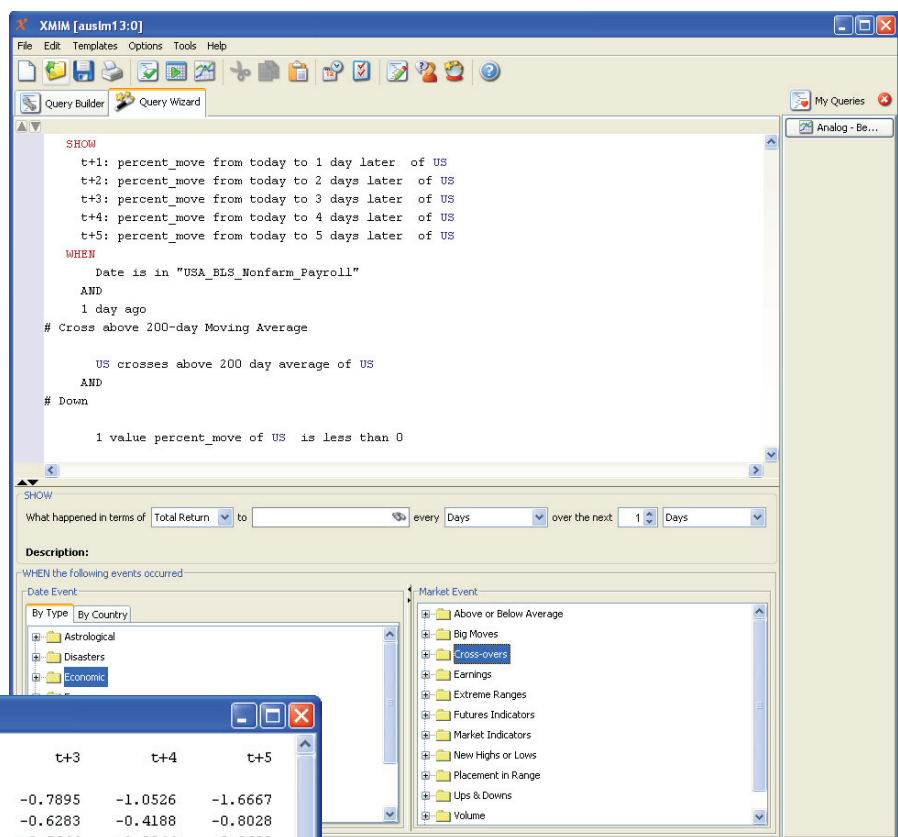 XMIM [auslm13:0]
File Edit Templates Options Tools Help
Query Builder Query Wizard
My Queries
Analog - Be...
SHOW
t+1: percent_move from today to 1 day later of US
t+2: percent_move from today to 2 days later of US
t+3: percent_move from today to 3 days later of US
t+4: percent_move from today to 4 days later of US
t+5: percent_move from today to 5 days later of US
WHEN
Date is in "USA_BLS_Nonfarm_Payroll"
AND
1 day ago
# Cross above 200-day Moving Average
US crosses above 200 day average of US
AND
# Down
1 value percent_move of US is less than 0
SHOW
What happened in terms of Total Return to every Days over the next 1 Days
Description:
WHEN the following events occurred
Date Event
By Type By Country
Astrological
Disasters
Economic
Market Event
Above or Below Average
Big Moves
Cross-overs
Earnings
Extreme Ranges
Futures Indicators
Market Indicators
New Highs or Lows
Placement in Range
Ups & Downs
Volume
t+3 t+4 t+5
-0.7895 -1.0526 -1.6667
-0.6283 -0.4188 -0.8028